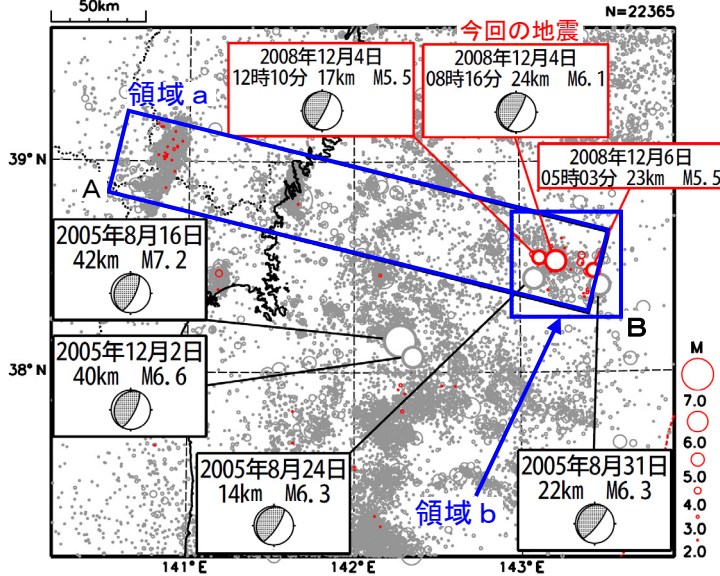 50km
N=22365
今回の地震
2008年12月4日
12時10分 17km M5.5
2008年12月4日
08時16分 24km M6.1
領域a
39°N
2008年12月6日
05時03分 23km M5.5
A
2005年8月16日
42km M7.2
B
2005年12月2日
40km M6.6
38°N
M
7.0
6.0
5.0
4.0
3.0
2.0
2005年8月24日
14km M6.3
2005年8月31日
22km M6.3
領域b
141°E
142°E
143°E